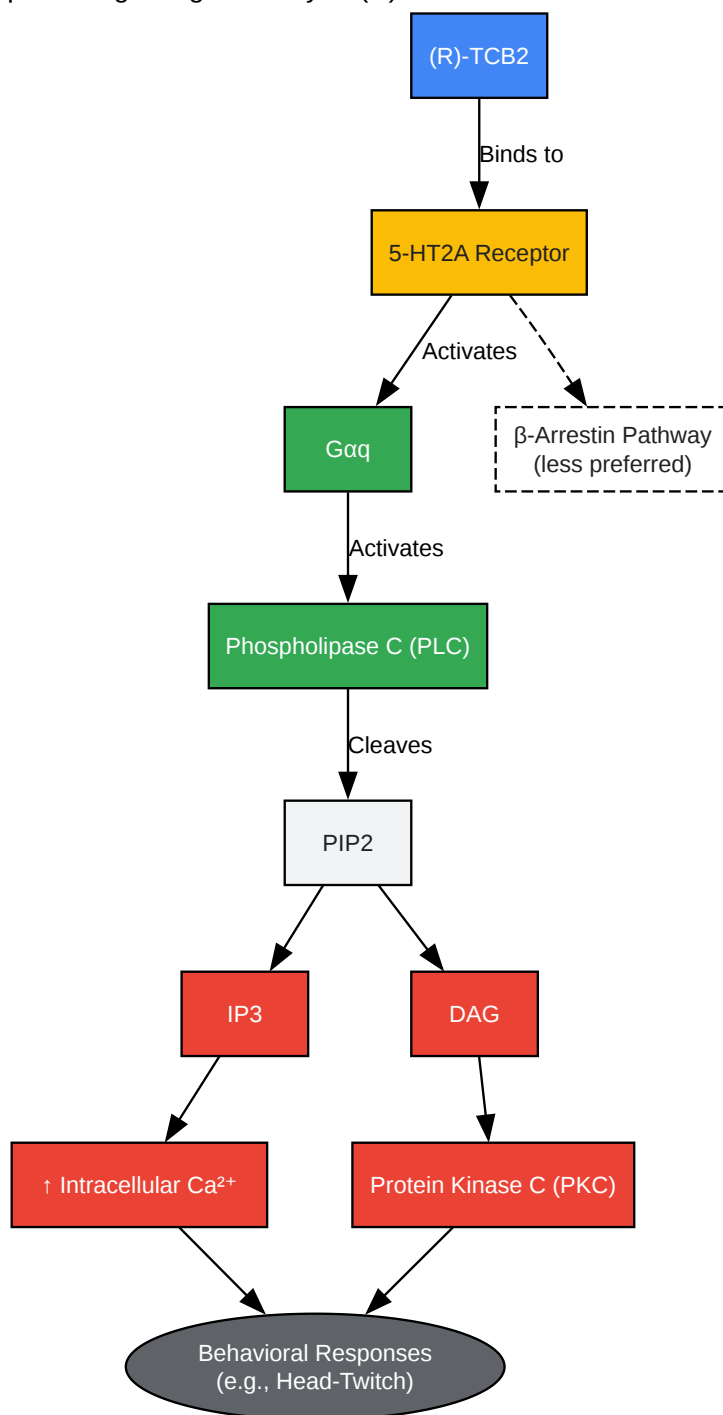 (R)-TCB2
Binds to
5-HT2A Receptor
Activates
Gαq
β-Arrestin Pathway
(less preferred)
Activates
Phospholipase C (PLC)
Cleaves
PIP2
IP3
DAG
↑ Intracellular Ca²⁺
Protein Kinase C (PKC)
Behavioral Responses
(e.g., Head-Twitch)